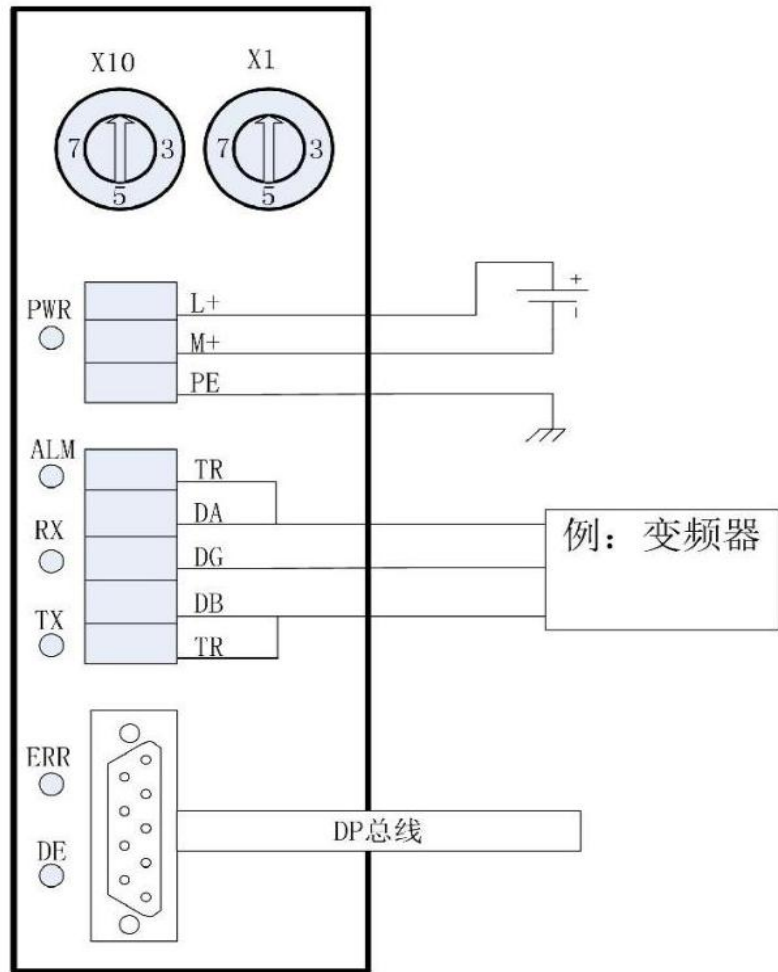 X10 X1
7 3 7 3
5 5
L+
PWR
M+
PE
+
-
ALM
TR
RX
DA
DG
TX
DB
TR
例：变频器
ERR
DE
DP总线